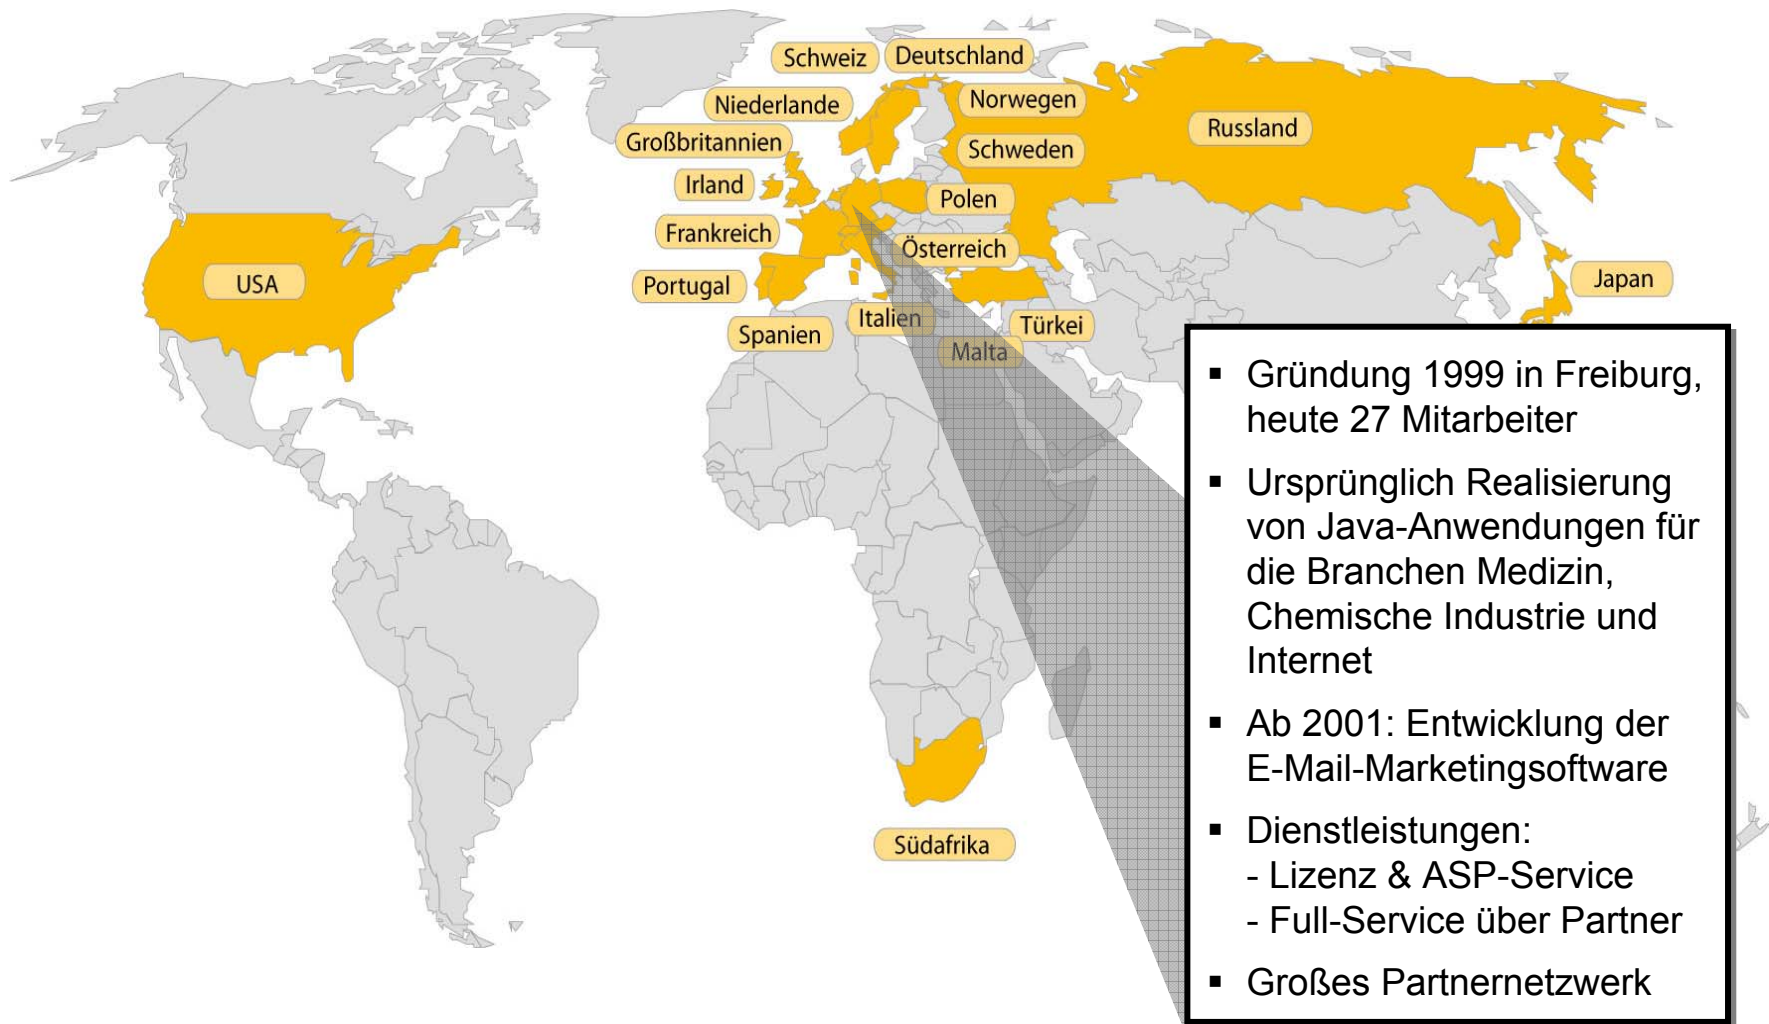 Schweiz
Deutschland
Niederlande
Norwegen
Großbritannien
Russland
Schweden
Irland
Polen
Frankreich
Österreich
USA
Portugal
Japan
Spanien
Italien
Türkei
Malta
Südafrika
▪ Gründung 1999 in Freiburg,
heute 27 Mitarbeiter
▪ Ursprünglich Realisierung
von Java-Anwendungen für
die Branchen Medizin,
Chemische Industrie und
Internet
▪ Ab 2001: Entwicklung der
E-Mail-Marketingsoftware
▪ Dienstleistungen:
- Lizenz & ASP-Service
- Full-Service über Partner
▪ Großes Partnernetzwerk